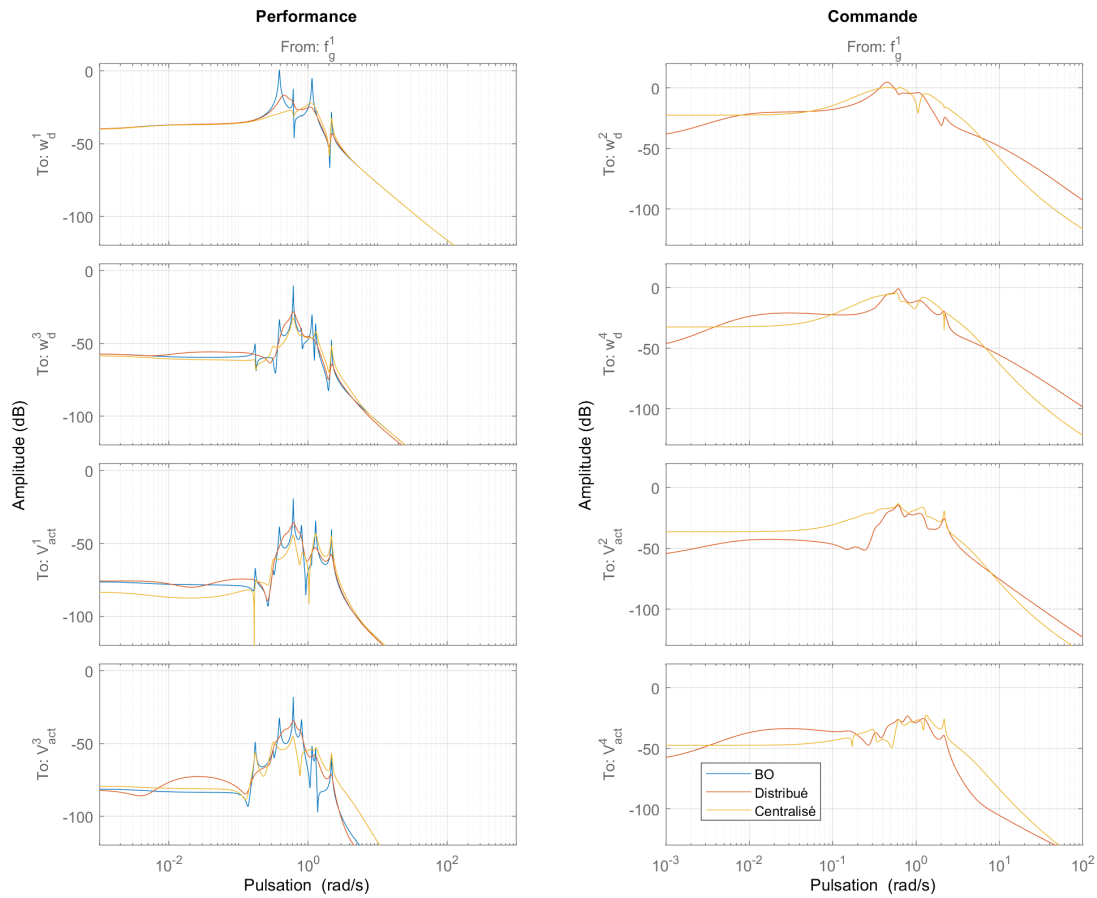 Performance
From: f_g^1
To: w_d^1
0
-50
-100
To: w_d^3
0
-50
-100
To: V_act^1
0
-50
-100
To: V_act^3
0
-50
-100
Amplitude (dB)
10^-2 10^0 10^2
Pulsation (rad/s)
Commande
From: f_g^1
To: w_d^2
0
-50
-100
To: w_d^4
0
-50
-100
To: V_act^2
0
-50
-100
To: V_act^4
0
-50
-100
Amplitude (dB)
BO
Distribué
Centralisé
10^-3 10^-2 10^-1 10^0 10^1 10^2
Pulsation (rad/s)